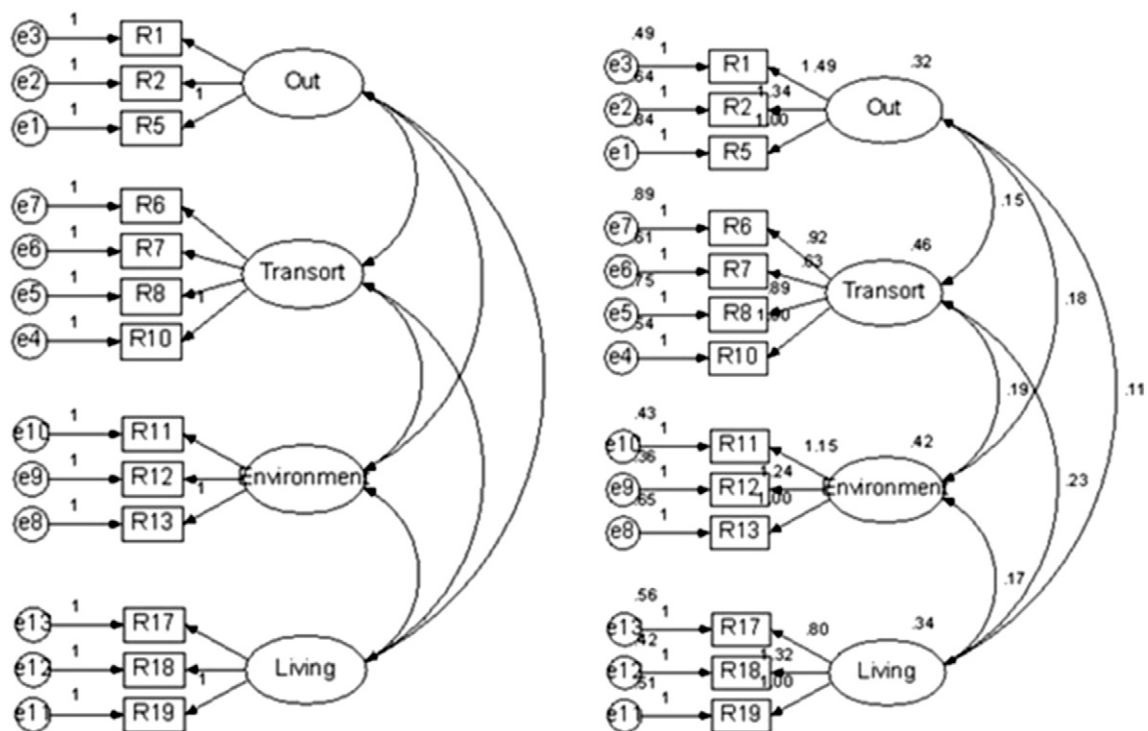 1
e3 R1
1
e2 R2
1
1
e1 R5
Out
1
e7 R6
1
e6 R7
1
e5 R8
1
1
e4 R10
Transort
1
e10 R11
1
e9 R12
1
1
e8 R13
Environment
1
e13 R17
1
e12 R18
1
1
e11 R19
Living
.49
1
e3 R1
1.49
.32
.64
1
e2 R2
1.34
Out
.84
1
1.00
e1 R5
.15
.89
1
e7 R6
.92
.46
.61
1
e6 R7
.63
Transort
.75
1
e5 R8
.89
.18
.54
1
1.00
e4 R10
.19
.11
.43
1
e10 R11
1.15
.42
.36
1
e9 R12
1.24
Environment
.65
1
1.00
.23
e8 R13
.17
.56
1
e13 R17
.80
.34
.42
1
e12 R18
1.32
Living
.51
1
1.00
e11 R19